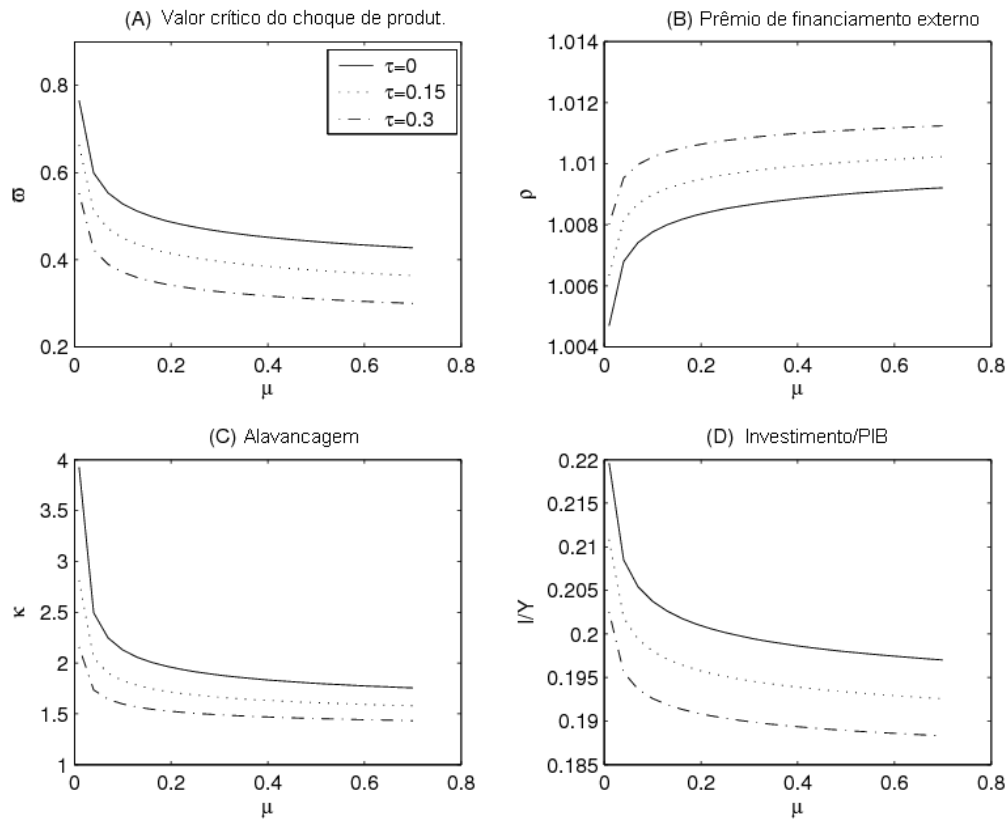 (A) Valor crítico do choque de produt.
0.8
0.6
0.4
0.2
ϖ
τ=0
τ=0.15
τ=0.3
0 0.2 0.4 0.6 0.8
μ
(B) Prêmio de financiamento externo
1.014
1.012
1.01
1.008
1.006
1.004
ρ
0 0.2 0.4 0.6 0.8
μ
(C) Alavancagem
4
3.5
3
2.5
2
1.5
1
κ
0 0.2 0.4 0.6 0.8
μ
(D) Investimento/PIB
0.22
0.215
0.21
0.205
0.2
0.195
0.19
0.185
I/Y
0 0.2 0.4 0.6 0.8
μ